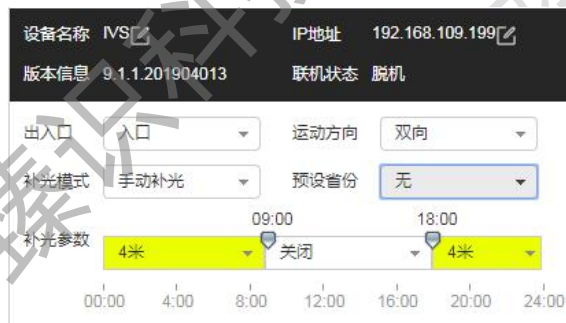 设备名称 IVS IP地址 192.168.109.199
版本信息 9.1.1.201904013 联机状态 脱机
出入口 入口 运动方向 双向
补光模式 手动补光 预设省份 无
09:00 18:00
补光参数 4米 关闭 4米
00:00 4:00 8:00 12:00 16:00 20:00 24:00
臻识科技